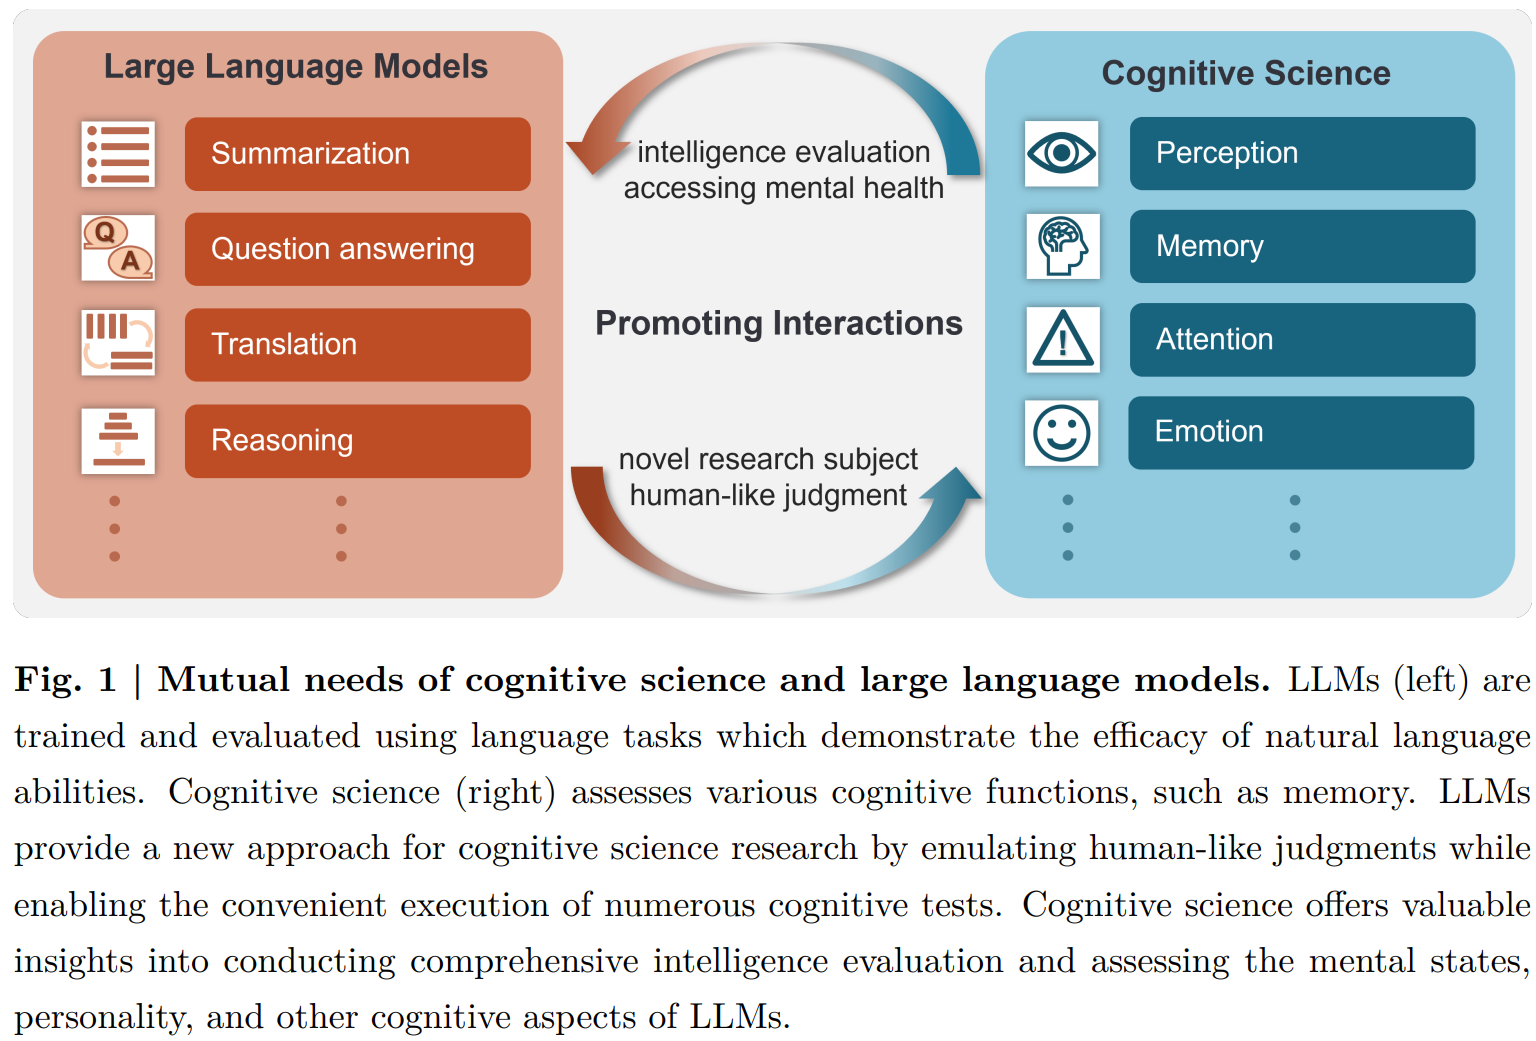 Large Language Models
Summarization
Q
A
Question answering
Translation
Reasoning
intelligence evaluation
accessing mental health
Promoting Interactions
novel research subject
human-like judgment
Cognitive Science
Perception
Memory
!
Attention
Emotion
Fig. 1 | Mutual needs of cognitive science and large language models. LLMs (left) are
trained and evaluated using language tasks which demonstrate the efficacy of natural language
abilities. Cognitive science (right) assesses various cognitive functions, such as memory. LLMs
provide a new approach for cognitive science research by emulating human-like judgments while
enabling the convenient execution of numerous cognitive tests. Cognitive science offers valuable
insights into conducting comprehensive intelligence evaluation and assessing the mental states,
personality, and other cognitive aspects of LLMs.